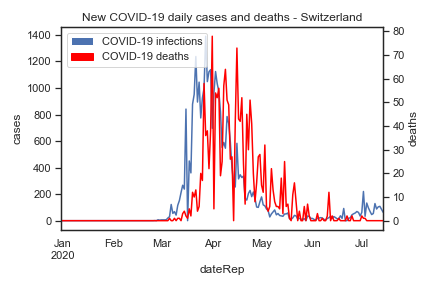 New COVID-19 daily cases and deaths - Switzerland
COVID-19 infections
COVID-19 deaths
cases
1400
1200
1000
800
600
400
200
0
deaths
80
70
60
50
40
30
20
10
0
Jan Feb Mar Apr May Jun Jul
2020
dateRep